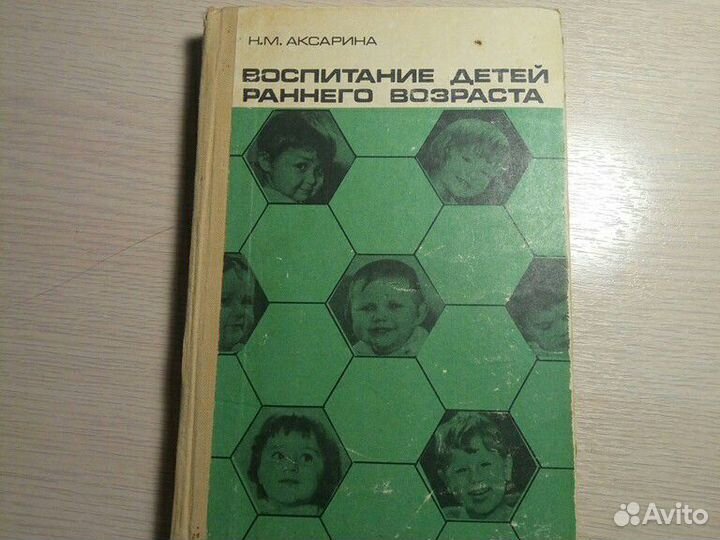 Н.М. АКСАРИНА
ВОСПИТАНИЕ ДЕТЕЙ
РАННЕГО ВОЗРАСТА
Avito